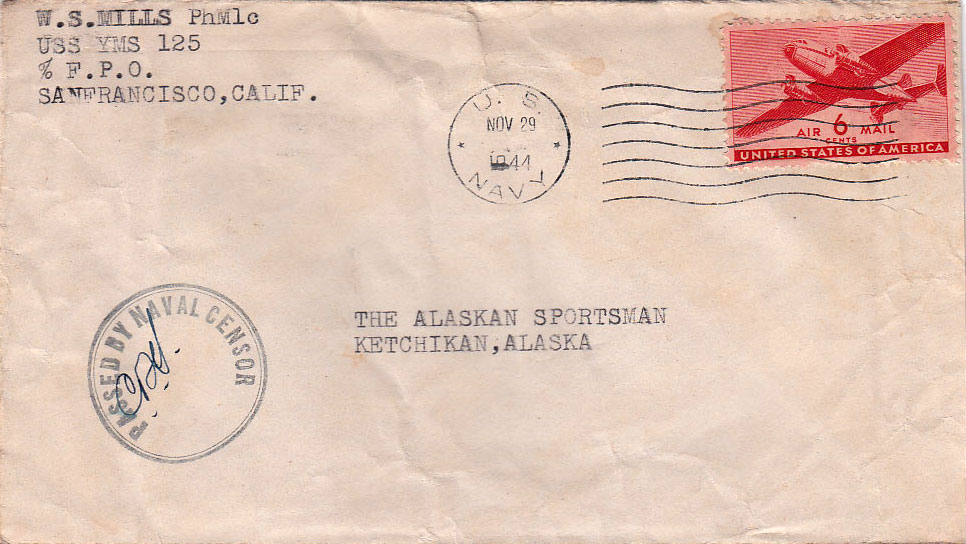 W.S.MILLS PhM1c
USS YMS 125
% F.P.O.
SANFRANCISCO,CALIF.
U. S.
NOV 29
1944
NAVY
AIR 6 MAIL
CENTS
UNITED STATES OF AMERICA
PASSED BY NAVAL CENSOR
THE ALASKAN SPORTSMAN
KETCHIKAN,ALASKA